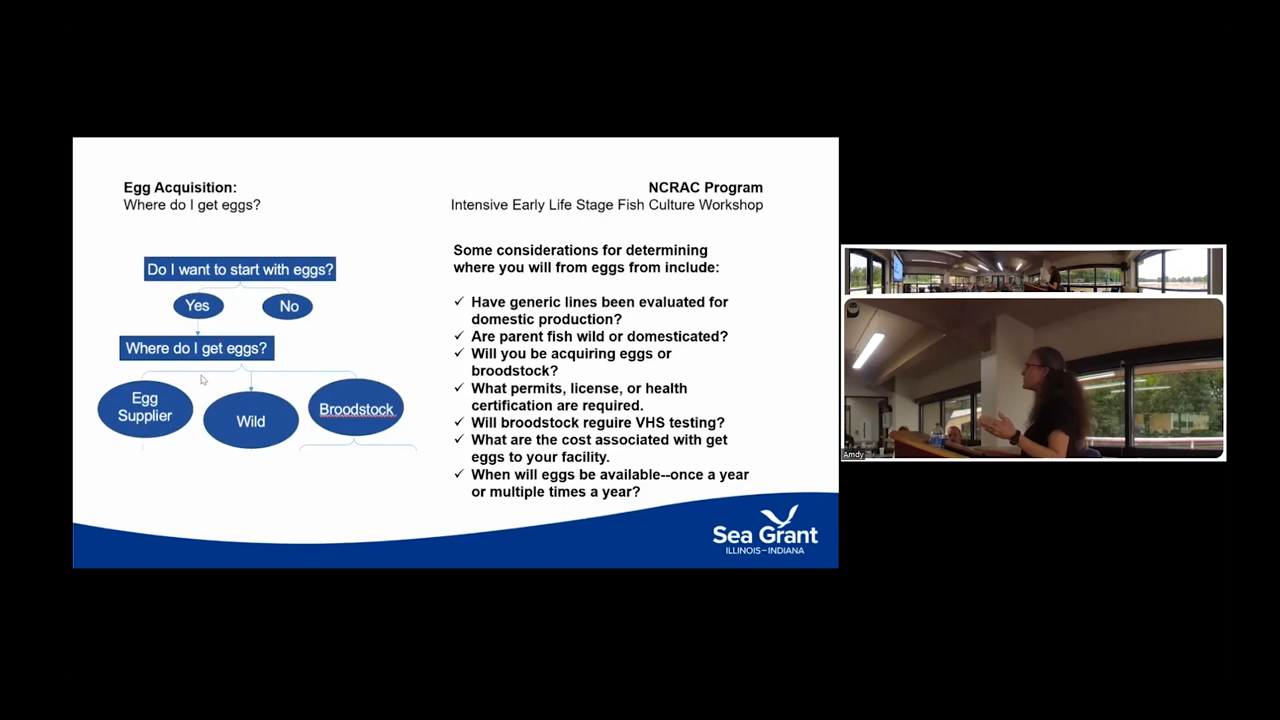 Egg Acquisition:
Where do I get eggs?
NCRAC Program
Intensive Early Life Stage Fish Culture Workshop
Do I want to start with eggs?
Yes
No
Where do I get eggs?
Egg
Supplier
Wild
Broodstock
Some considerations for determining
where you will from eggs from include:
✓ Have generic lines been evaluated for
domestic production?
✓ Are parent fish wild or domesticated?
✓ Will you be acquiring eggs or
broodstock?
✓ What permits, license, or health
certification are required.
✓ Will broodstock reguire VHS testing?
✓ What are the cost associated with get
eggs to your facility.
✓ When will eggs be available--once a year
or multiple times a year?
Sea Grant
ILLINOIS–INDIANA
Amdy